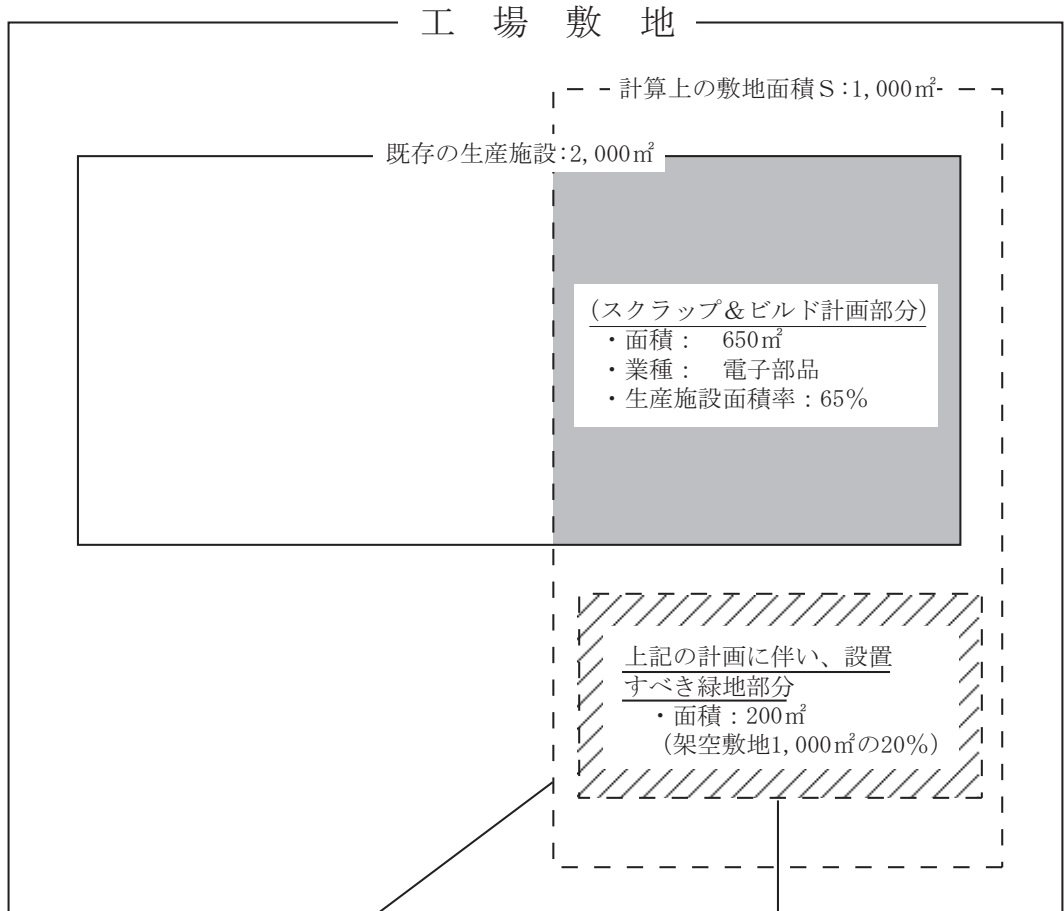 工場敷地
計算上の敷地面積S:1,000㎡
既存の生産施設:2,000㎡
(スクラップ&ビルド計画部分)
・面積: 650㎡
・業種: 電子部品
・生産施設面積率:65%
上記の計画に伴い、設置
すべき緑地部分
・面積:200㎡
(架空敷地1,000㎡の20%)